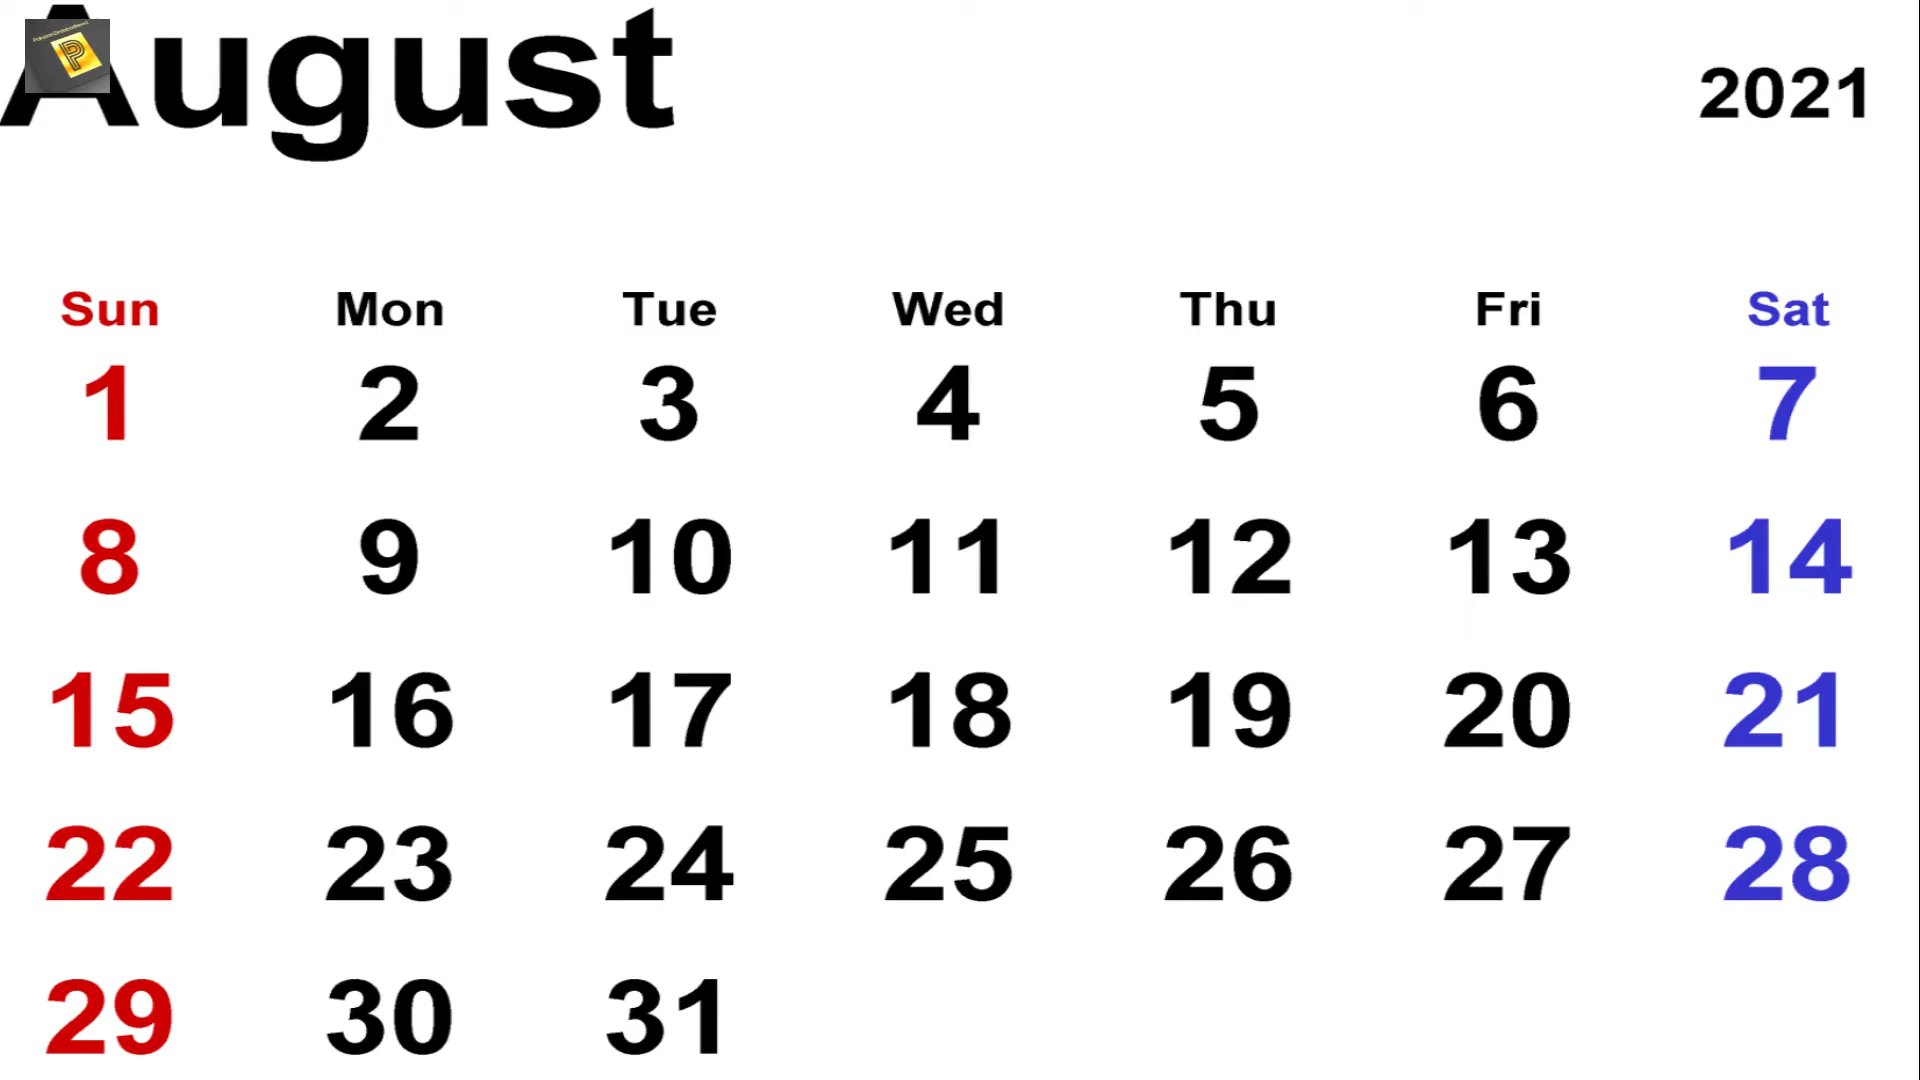 August
2021
Sun Mon Tue Wed Thu Fri Sat
1 2 3 4 5 6 7
8 9 10 11 12 13 14
15 16 17 18 19 20 21
22 23 24 25 26 27 28
29 30 31
P